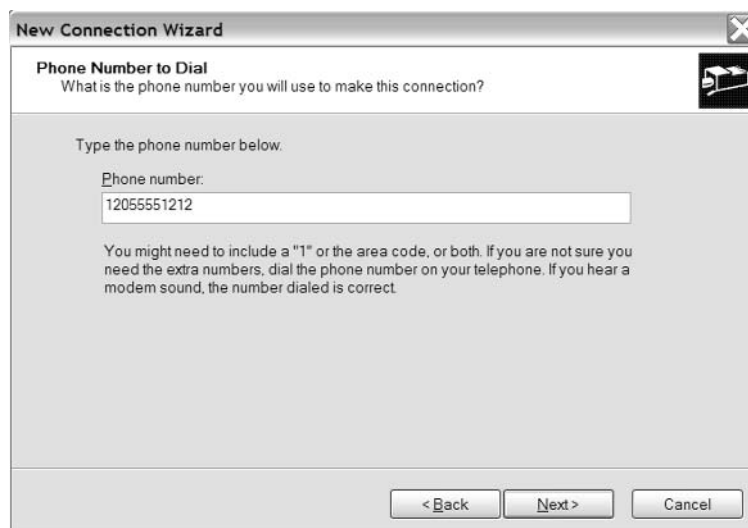 New Connection Wizard
Phone Number to Dial
What is the phone number you will use to make this connection?
Type the phone number below.
Phone number:
12055551212
You might need to include a "1" or the area code, or both. If you are not sure you
need the extra numbers, dial the phone number on your telephone. If you hear a
modem sound, the number dialed is correct.
< Back Next > Cancel